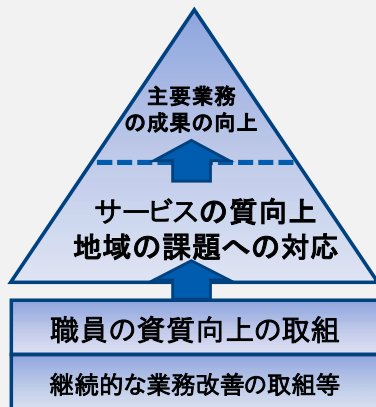 主要業務
の成果の向上
サービスの質向上
地域の課題への対応
職員の資質向上の取組
継続的な業務改善の取組等